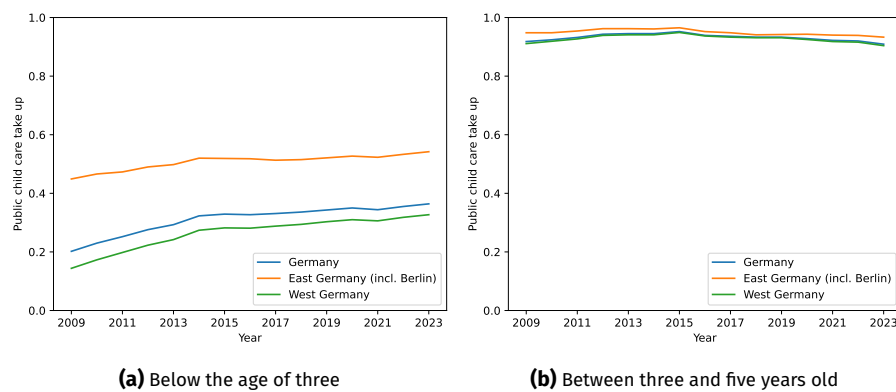 1.0
0.8
0.6
0.4
0.2
0.0
Public child care take up
2009 2011 2013 2015 2017 2019 2021 2023
Year
Germany
East Germany (incl. Berlin)
West Germany
(a) Below the age of three
1.0
0.8
0.6
0.4
0.2
0.0
Public child care take up
2009 2011 2013 2015 2017 2019 2021 2023
Year
Germany
East Germany (incl. Berlin)
West Germany
(b) Between three and five years old